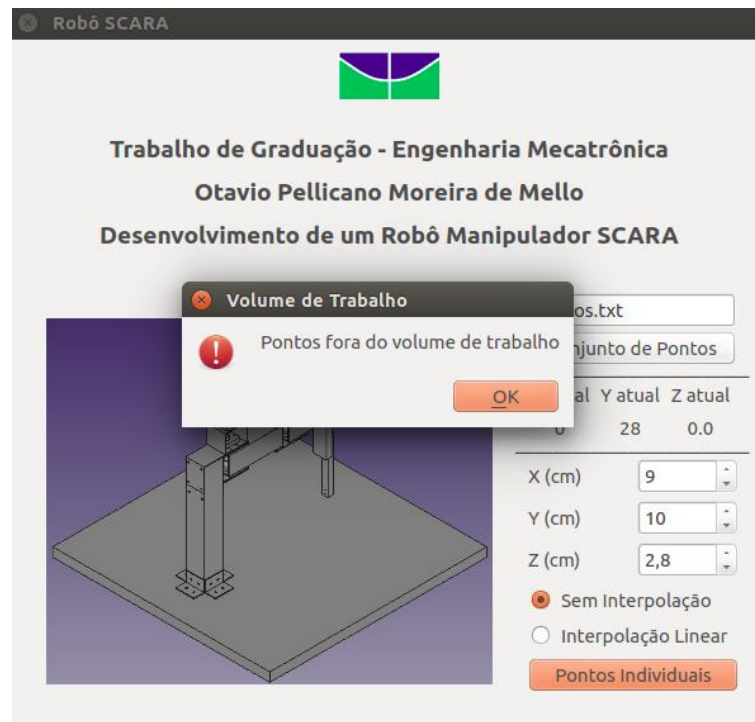 Robô SCARA
Trabalho de Graduação - Engenharia Mecatrônica
Otavio Pellicano Moreira de Mello
Desenvolvimento de um Robô Manipulador SCARA
Volume de Trabalho
Pontos fora do volume de trabalho
OK
os.txt
njunto de Pontos
al Y atual Z atual
0 28 0.0
X (cm) 9
Y (cm) 10
Z (cm) 2,8
Sem Interpolação
Interpolação Linear
Pontos Individuais